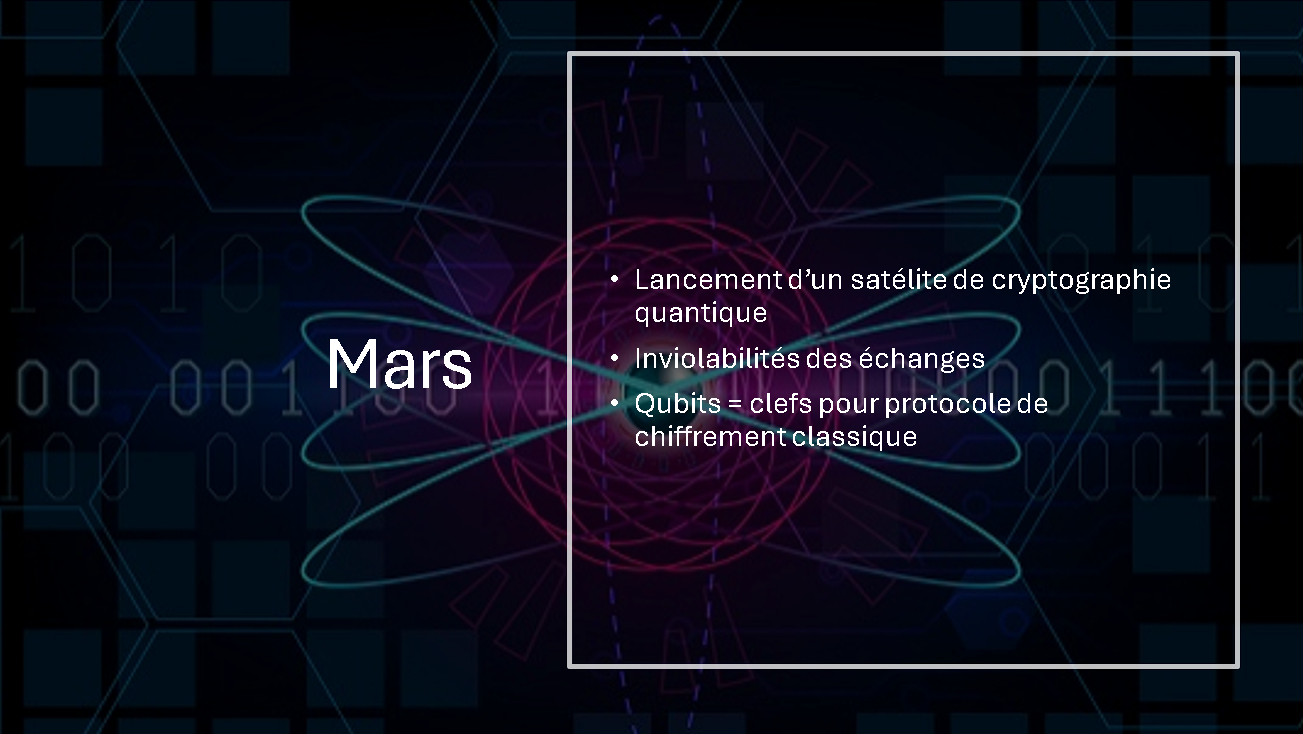 Mars
• Lancement d’un satélite de cryptographie
quantique
• Inviolabilités des échanges
• Qubits = clefs pour protocole de
chiffrement classique